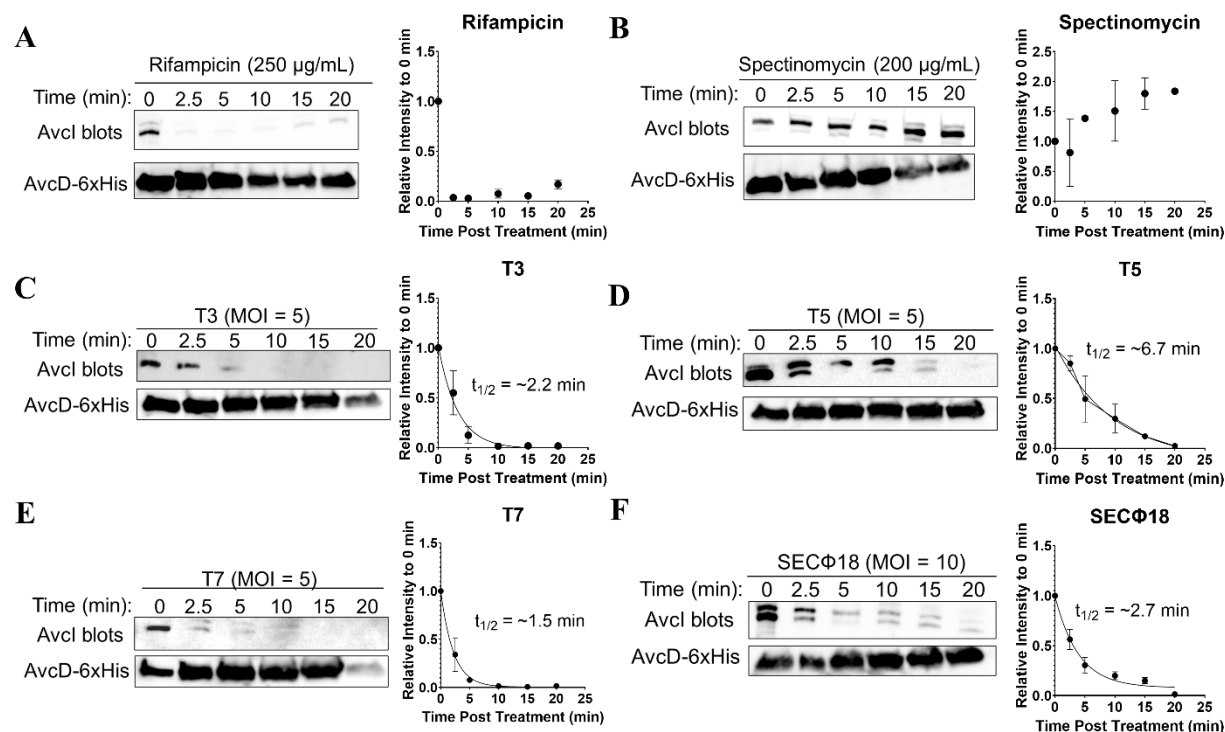 A
Rifampicin (250 µg/mL)
Time (min): 0 2.5 5 10 15 20
AvcI blots
AvcD-6xHis
Rifampicin
Relative Intensity to 0 min
1.5
1.0
0.5
0.0
0 5 10 15 20 25
Time Post Treatment (min)
B
Spectinomycin (200 µg/mL)
Time (min): 0 2.5 5 10 15 20
AvcI blots
AvcD-6xHis
Spectinomycin
Relative Intensity to 0 min
2.5
2.0
1.5
1.0
0.5
0.0
0 5 10 15 20 25
Time Post Treatment (min)
C
T3 (MOI = 5)
Time (min): 0 2.5 5 10 15 20
AvcI blots
AvcD-6xHis
T3
Relative Intensity to 0 min
1.5
1.0
0.5
0.0
t1/2 = ~2.2 min
0 5 10 15 20 25
Time Post Treatment (min)
D
T5 (MOI = 5)
Time (min): 0 2.5 5 10 15 20
AvcI blots
AvcD-6xHis
T5
Relative Intensity to 0 min
1.5
1.0
0.5
0.0
t1/2 = ~6.7 min
0 5 10 15 20 25
Time Post Treatment (min)
E
T7 (MOI = 5)
Time (min): 0 2.5 5 10 15 20
AvcI blots
AvcD-6xHis
T7
Relative Intensity to 0 min
1.5
1.0
0.5
0.0
t1/2 = ~1.5 min
0 5 10 15 20 25
Time Post Treatment (min)
F
SECΦ18 (MOI = 10)
Time (min): 0 2.5 5 10 15 20
AvcI blots
AvcD-6xHis
SECΦ18
Relative Intensity to 0 min
1.5
1.0
0.5
0.0
t1/2 = ~2.7 min
0 5 10 15 20 25
Time Post Treatment (min)